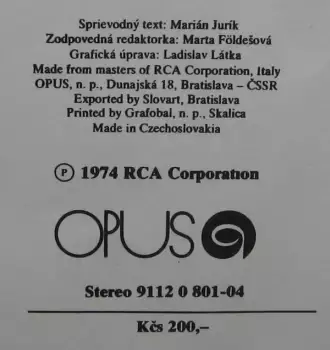 Sprievodný text: Marián Jurík
Zodpovedná redaktorka: Marta Földešová
Grafická úprava: Ladislav Látka
Made from masters of RCA Corporation, Italy
OPUS, n. p., Dunajská 18, Bratislava – ČSSR
Exported by Slovart, Bratislava
Printed by Grafobal, n. p., Skalica
Made in Czechoslovakia
℗ 1974 RCA Corporation
OPUS
Stereo 9112 0 801-04
Kčs 200,–